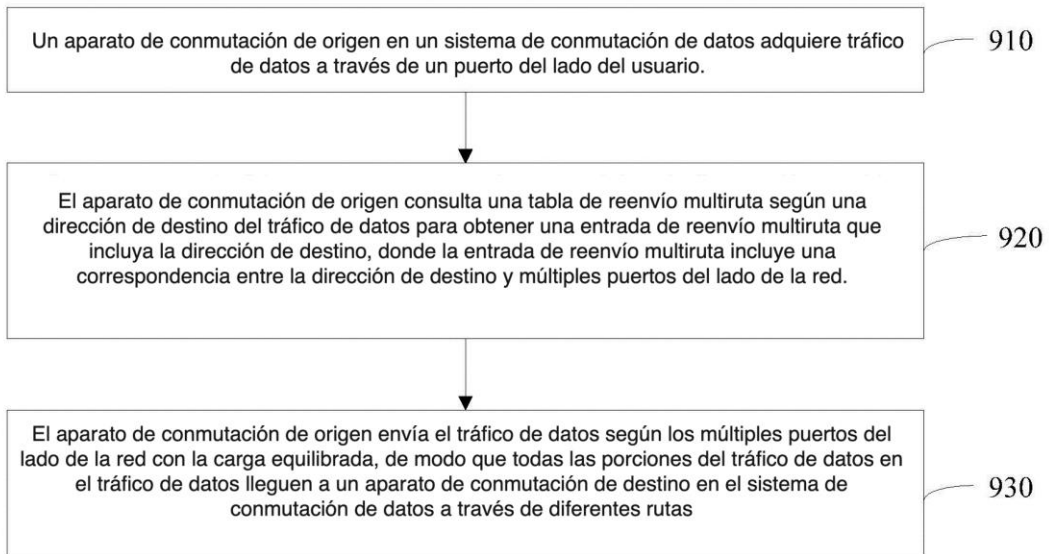 Un aparato de conmutación de origen en un sistema de conmutación de datos adquiere tráfico
de datos a través de un puerto del lado del usuario.
910
El aparato de conmutación de origen consulta una tabla de reenvío multiruta según una
dirección de destino del tráfico de datos para obtener una entrada de reenvío multiruta que
incluya la dirección de destino, donde la entrada de reenvío multiruta incluye una
correspondencia entre la dirección de destino y múltiples puertos del lado de la red.
920
El aparato de conmutación de origen envía el tráfico de datos según los múltiples puertos del
lado de la red con la carga equilibrada, de modo que todas las porciones del tráfico de datos en
el tráfico de datos lleguen a un aparato de conmutación de destino en el sistema de
conmutación de datos a través de diferentes rutas
930